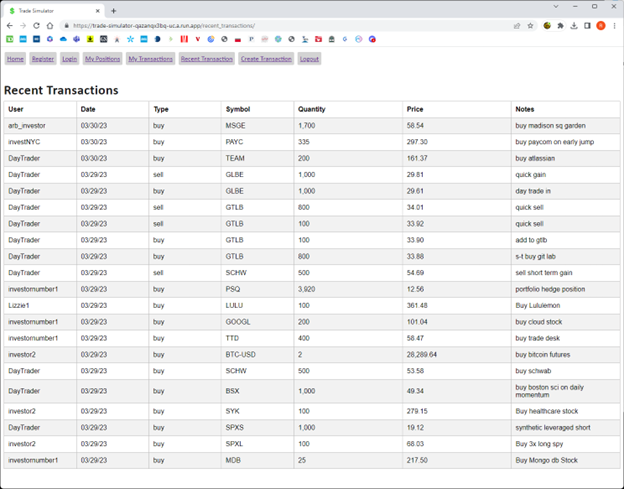 Trade Simulator
https://trade-simulator-qazanqx3bq-uc.a.run.app/recent_transactions/
Home Register Login My Positions My Transactions Recent Transaction Create Transaction Logout
Recent Transactions
User Date Type Symbol Quantity Price Notes
arb_investor 03/30/23 buy MSGE 1,700 58.54 buy madison sq garden
investNYC 03/30/23 buy PAYC 335 297.30 buy paycom on early jump
DayTrader 03/30/23 buy TEAM 200 161.37 buy atlassian
DayTrader 03/29/23 sell GLBE 1,000 29.81 quick gain
DayTrader 03/29/23 buy GLBE 1,000 29.61 day trade in
DayTrader 03/29/23 sell GTLB 800 34.01 quick sell
DayTrader 03/29/23 sell GTLB 100 33.92 quick sell
DayTrader 03/29/23 buy GTLB 100 33.90 add to gtlb
DayTrader 03/29/23 buy GTLB 800 33.88 s-t buy git lab
DayTrader 03/29/23 sell SCHW 500 54.69 sell short term gain
investornumber1 03/29/23 buy PSQ 3,920 12.56 portfolio hedge position
Lizzie1 03/29/23 buy LULU 100 361.48 Buy Lululemon
investornumber1 03/29/23 buy GOOGL 200 101.04 buy cloud stock
investornumber1 03/29/23 buy TTD 400 58.47 buy trade desk
investor2 03/29/23 buy BTC-USD 2 28,289.64 buy bitcoin futures
DayTrader 03/29/23 buy SCHW 500 53.58 buy schwab
DayTrader 03/29/23 buy BSX 1,000 49.34 buy boston sci on daily
momentum
investor2 03/29/23 buy SYK 100 279.15 Buy healthcare stock
DayTrader 03/29/23 buy SPXS 1,000 19.12 synthetic leveraged short
investor2 03/29/23 buy SPXL 100 68.03 Buy 3x long spy
investornumber1 03/29/23 buy MDB 25 217.50 Buy Mongo db Stock